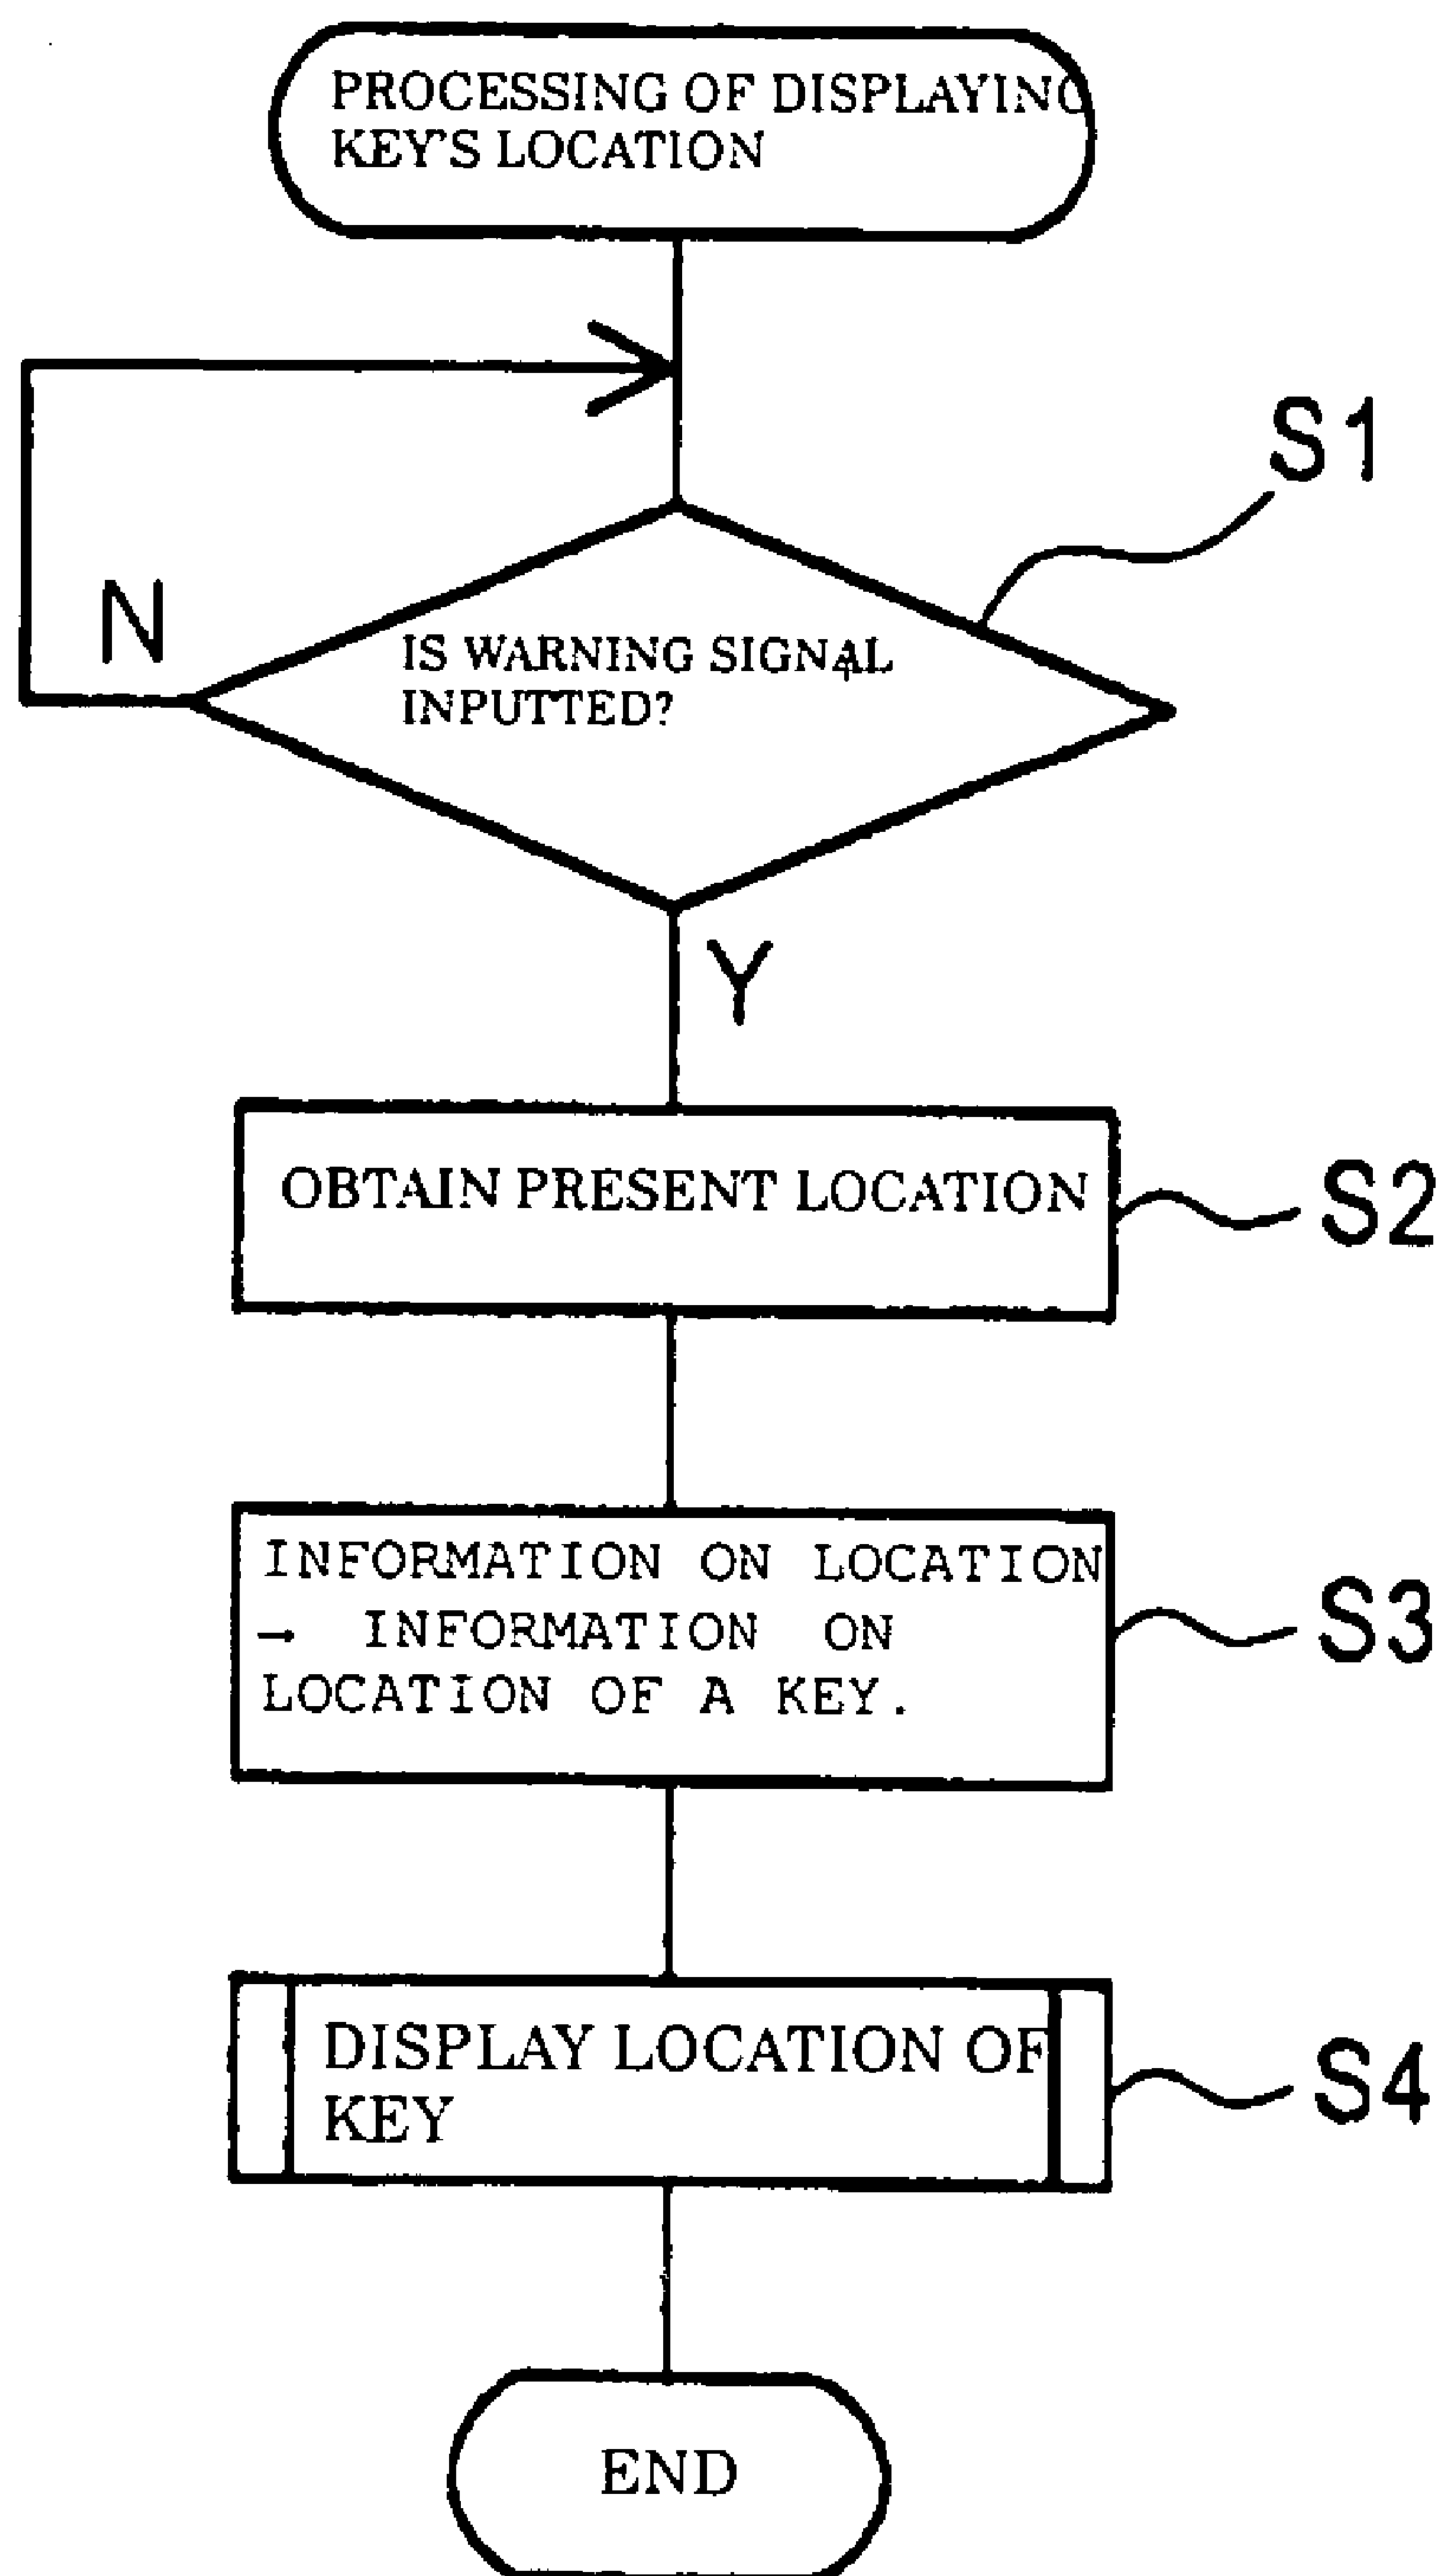 PROCESSING OF DISPLAYING
KEY'S LOCATION
S1
N
IS WARNING SIGNAL
INPUTTED?
Y
OBTAIN PRESENT LOCATION
S2
INFORMATION ON LOCATION
→ INFORMATION ON
LOCATION OF A KEY.
S3
DISPLAY LOCATION OF
KEY
S4
END